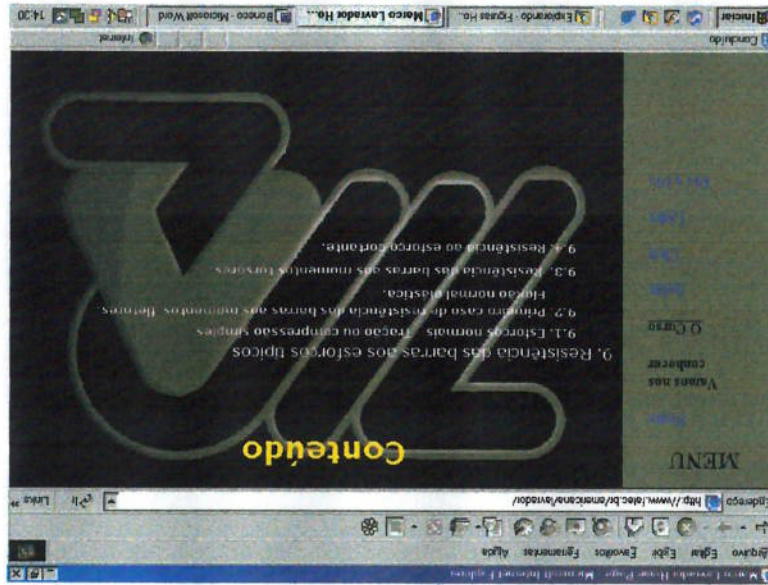 Marco Lavrador Home Page - Microsoft Internet Explorer
Arquivo Editar Exibir Favoritos Ferramentas Ajuda
Endereço http://www.fatec.br/americana/lavrador/ Ir Links »
MENU
Vamos nos
conhecer
O Curso
Conteúdo
9. Resistência das barras aos esforços típicos
9.1. Esforços normais Tração ou compressão simples
9.2. Primeiro caso de resistência das barras aos momentos fletores.
Flexão normal elástica.
9.3. Resistência das barras aos momentos torsores
9.4. Resistência ao esforço cortante.
Concluído Internet
Iniciar Explorando - Figuras Ho... Marco Lavrador Ho... Boneco - Microsoft Word 14:30